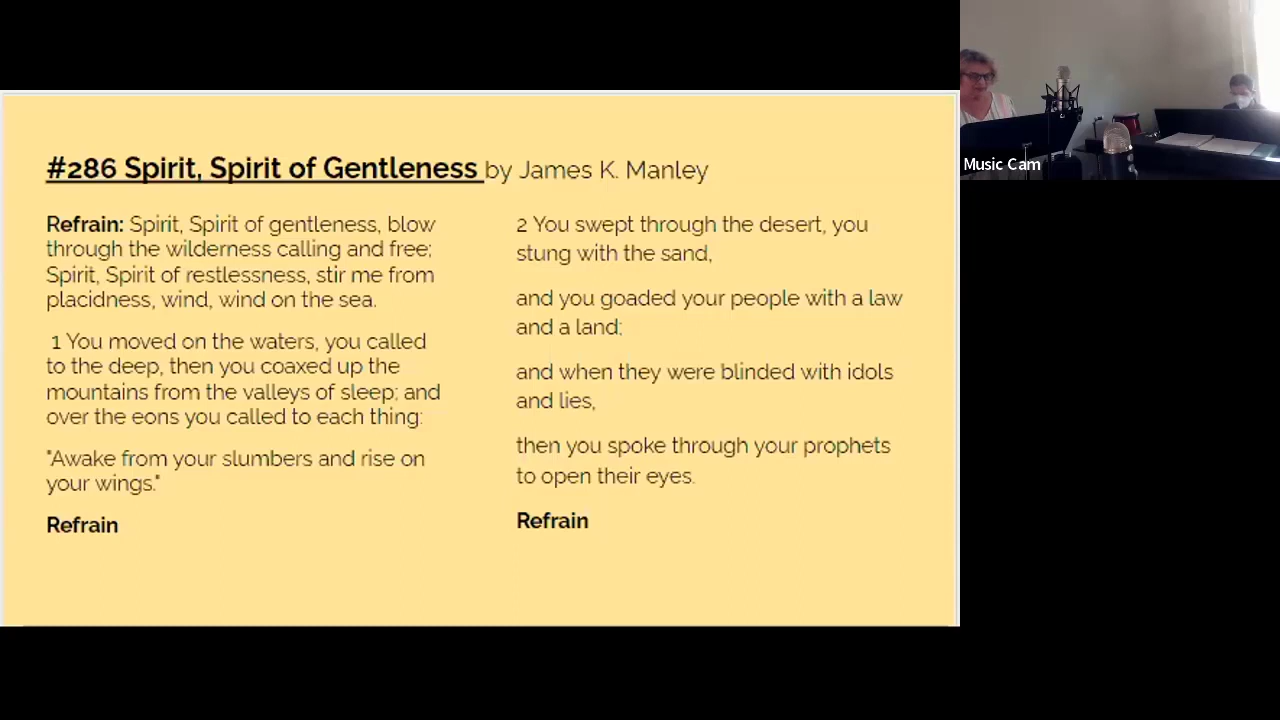 #286 Spirit, Spirit of Gentleness by James K. Manley
Refrain: Spirit, Spirit of gentleness, blow
through the wilderness calling and free;
Spirit, Spirit of restlessness, stir me from
placidness, wind, wind on the sea.
1 You moved on the waters, you called
to the deep, then you coaxed up the
mountains from the valleys of sleep; and
over the eons you called to each thing:
"Awake from your slumbers and rise on
your wings."
Refrain
2 You swept through the desert, you
stung with the sand,
and you goaded your people with a law
and a land;
and when they were blinded with idols
and lies,
then you spoke through your prophets
to open their eyes.
Refrain
Music Cam